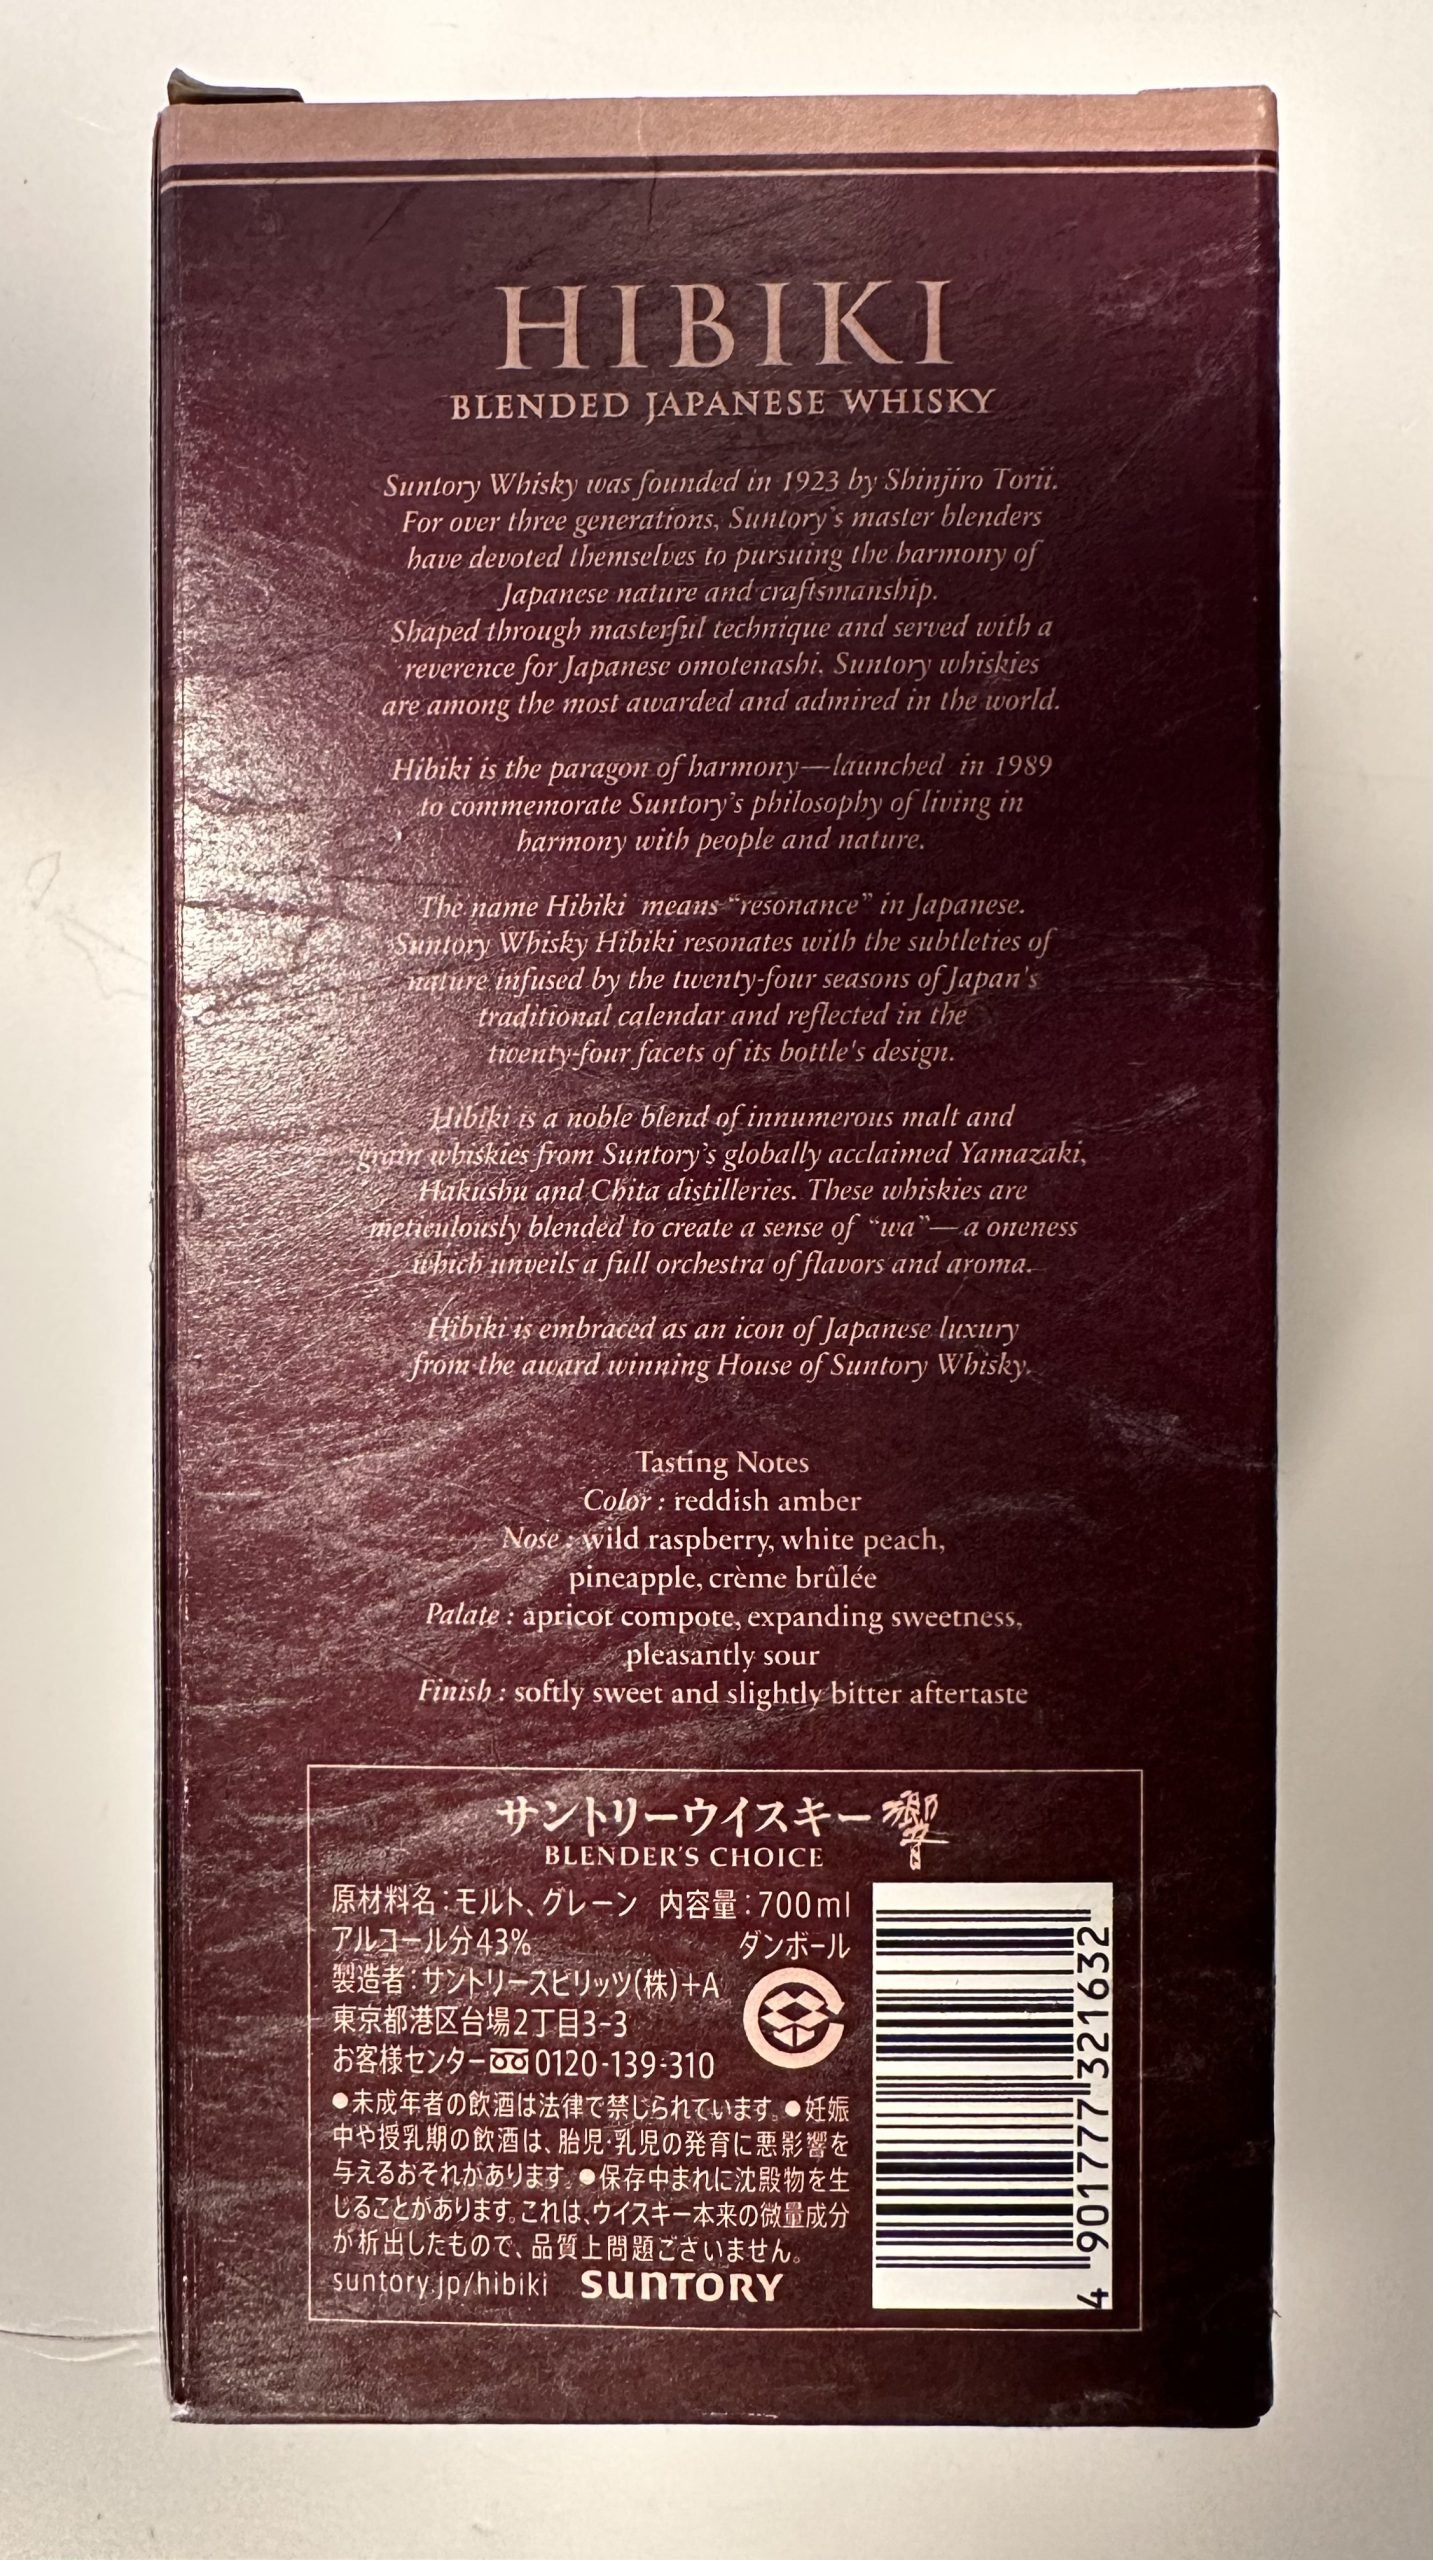 HIBIKI
BLENDED JAPANESE WHISKY
Suntory Whisky was founded in 1923 by Shinjiro Torii.
For over three generations, Suntory's master blenders
have devoted themselves to pursuing the harmony of
Japanese nature and craftsmanship.
Shaped through masterful technique and served with a
reverence for Japanese omotenashi. Suntory whiskies
are among the most awarded and admired in the world.
Hibiki is the paragon of harmony—launched in 1989
to commemorate Suntory's philosophy of living in
harmony with people and nature.
The name Hibiki means “resonance” in Japanese.
Suntory Whisky Hibiki resonates with the subtleties of
nature infused by the twenty-four seasons of Japan's
traditional calendar and reflected in the
twenty-four facets of its bottle's design.
Hibiki is a noble blend of innumerous malt and
grain whiskies from Suntory's globally acclaimed Yamazaki,
Hakushu and Chita distilleries. These whiskies are
meticulously blended to create a sense of “wa”— a oneness
which unveils a full orchestra of flavors and aroma.
Hibiki is embraced as an icon of Japanese luxury
from the award winning House of Suntory Whisky.
Tasting Notes
Color : reddish amber
Nose : wild raspberry, white peach,
pineapple, crème brûlée
Palate : apricot compote, expanding sweetness,
pleasantly sour
Finish : softly sweet and slightly bitter aftertaste
サントリーウイスキー響
BLENDER'S CHOICE
原材料名:モルト、グレーン 内容量:700ml
アルコール分43% ダンボール
製造者:サントリースピリッツ(株)+A
東京都港区台場2丁目3-3
お客様センター 0120-139-310
●未成年者の飲酒は法律で禁じられています。●妊娠
中や授乳期の飲酒は、胎児・乳児の発育に悪影響を
与えるおそれがあります。●保存中まれに沈殿物を生
じることがあります。これは、ウイスキー本来の微量成分
が析出したもので、品質上問題ございません。
suntory.jp/hibiki SUNTORY
4 901777 321632